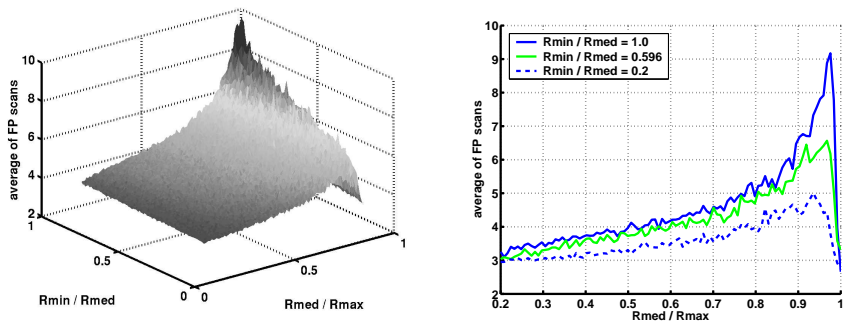 10
8
6
4
2
1
0.5
0
0
0.5
1
average of FP scans
Rmin / Rmed
Rmed / Rmax
10
9
8
7
6
5
4
3
2
average of FP scans
Rmin / Rmed = 1.0
Rmin / Rmed = 0.596
Rmin / Rmed = 0.2
0.2 0.3 0.4 0.5 0.6 0.7 0.8 0.9 1
Rmed / Rmax